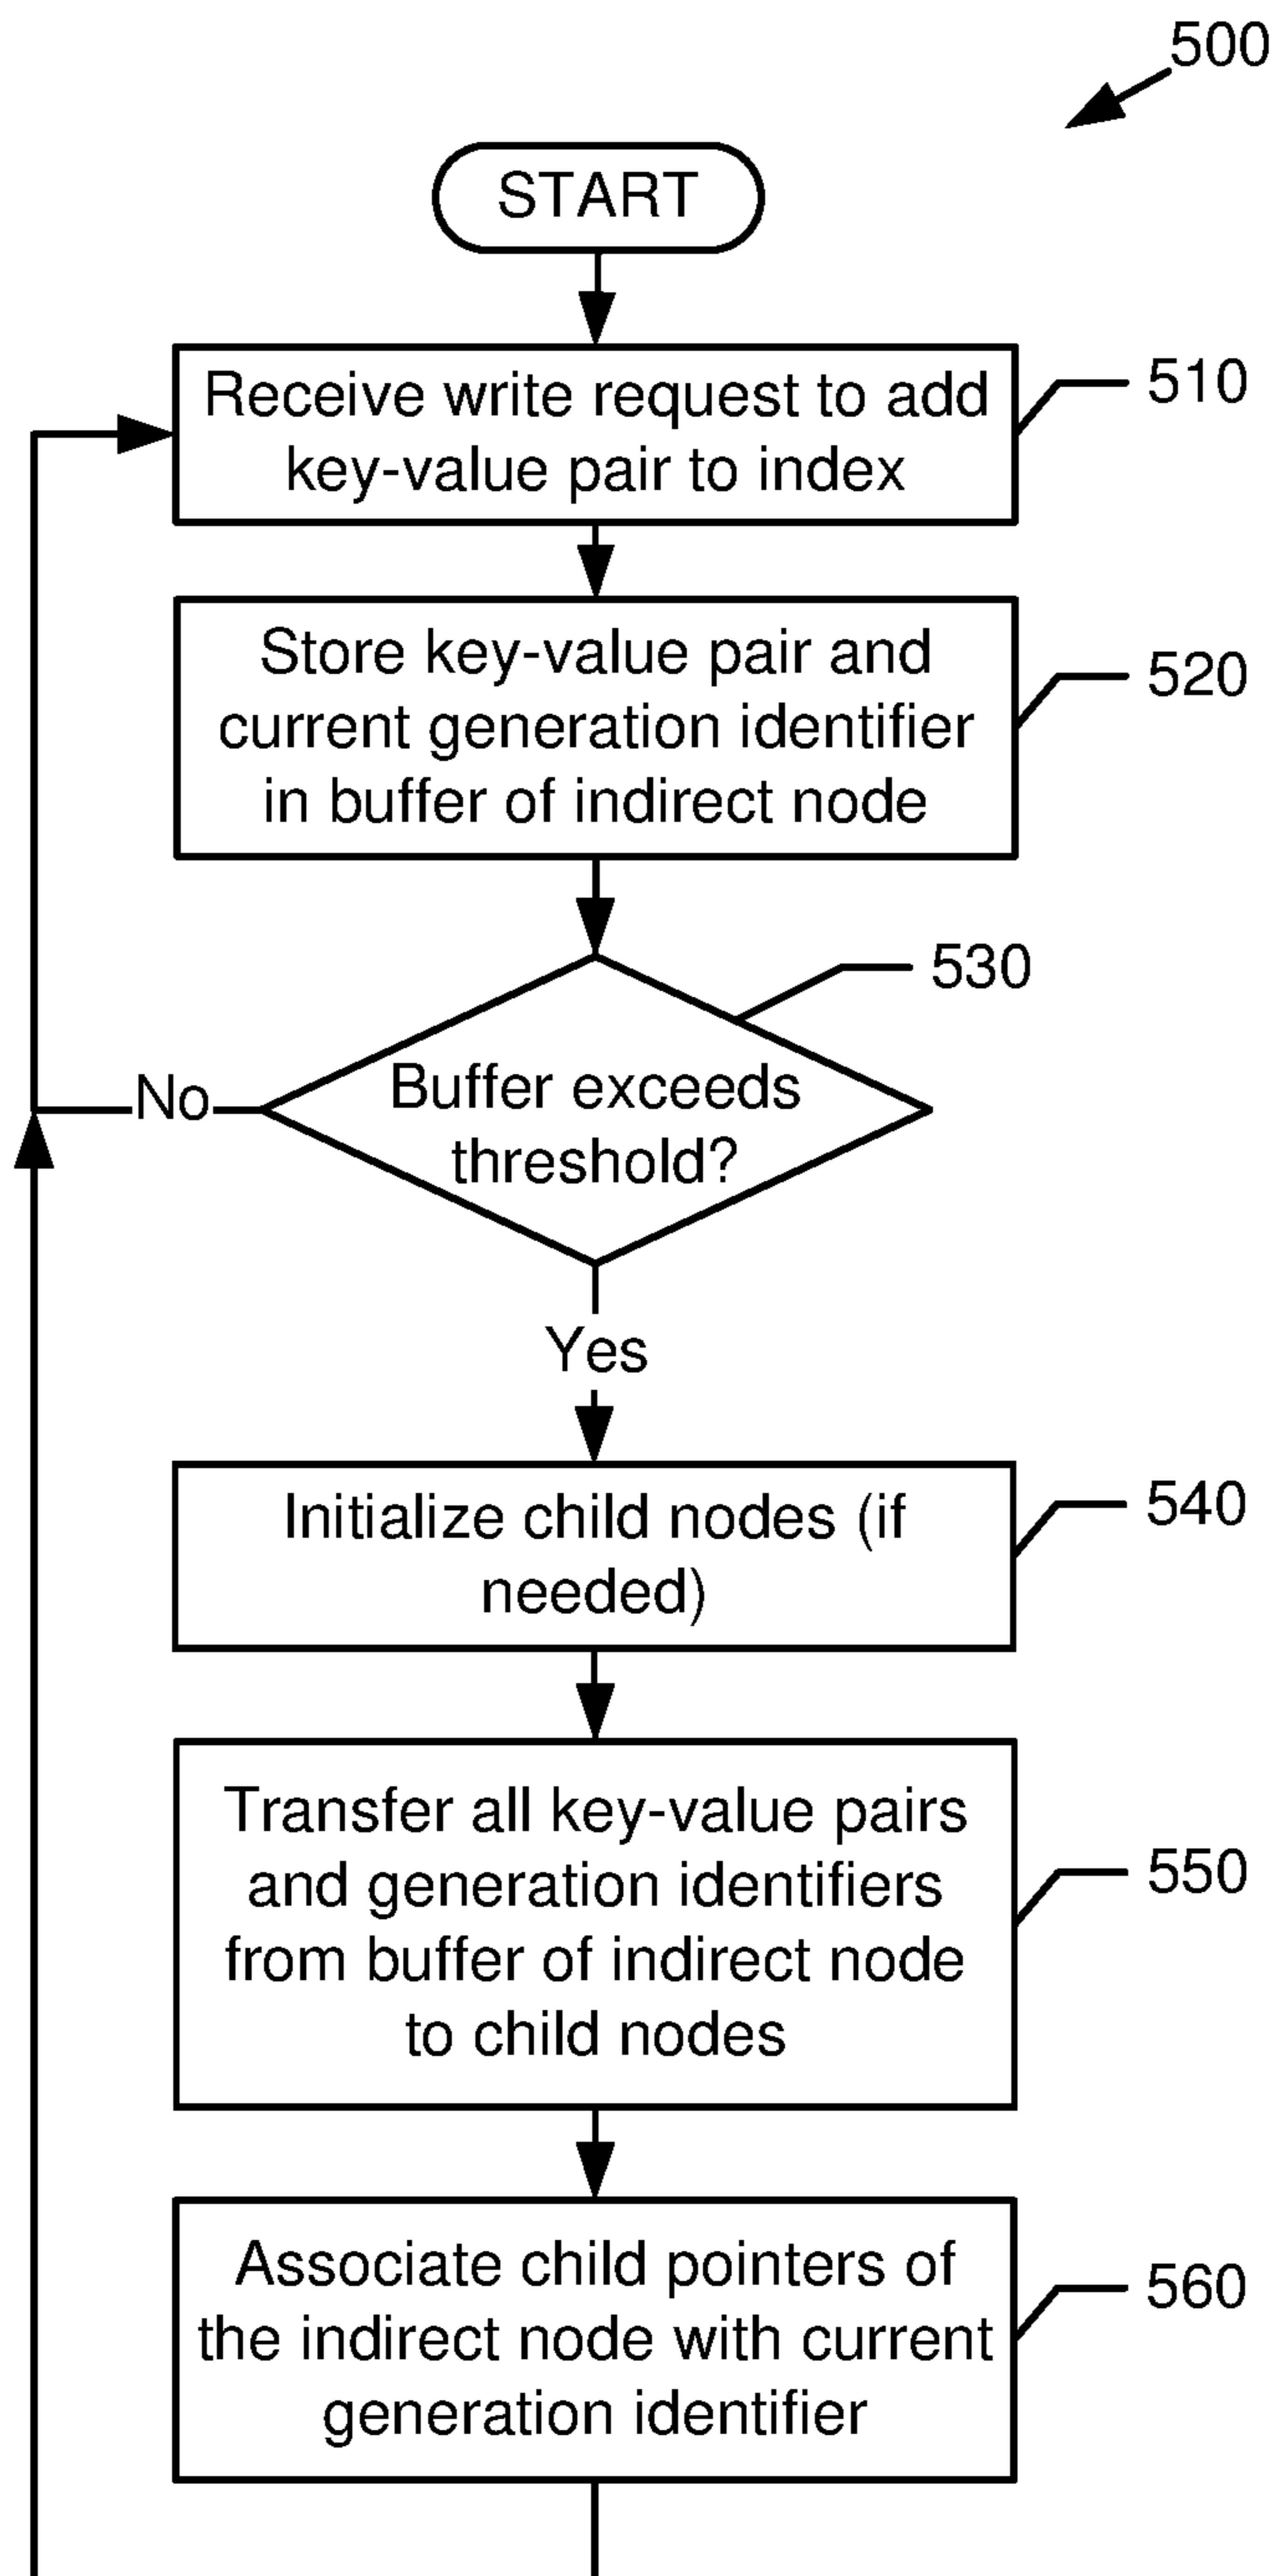 500
START
Receive write request to add
key-value pair to index
510
Store key-value pair and
current generation identifier
in buffer of indirect node
520
530
Buffer exceeds
threshold?
No
Yes
Initialize child nodes (if
needed)
540
Transfer all key-value pairs
and generation identifiers
from buffer of indirect node
to child nodes
550
Associate child pointers of
the indirect node with current
generation identifier
560